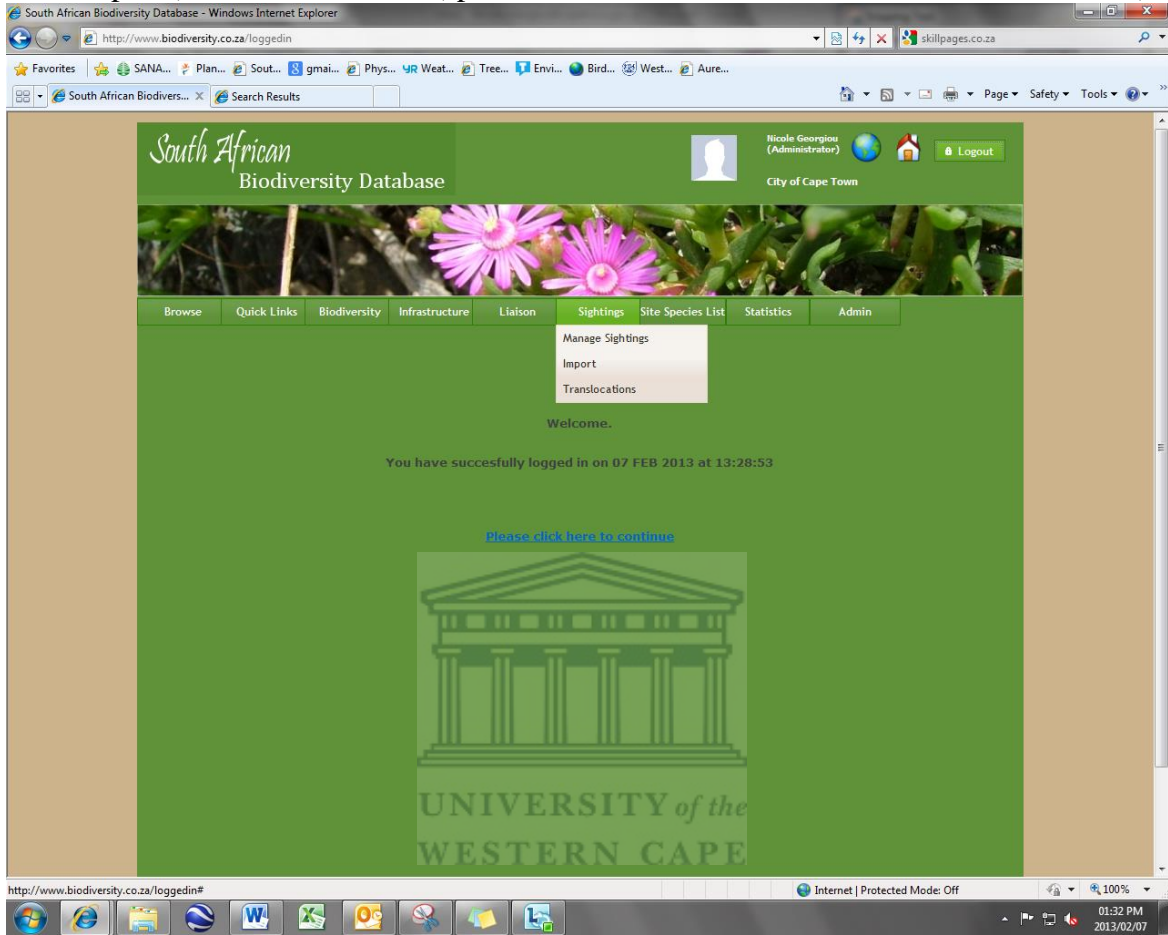 South African Biodiversity Database - Windows Internet Explorer
http://www.biodiversity.co.za/loggedin
skillpages.co.za
Favorites SANA... Plan... Sout... gmai... Phys... Weat... Tree... Envi... Bird... West... Aure...
South African Biodivers... Search Results
Page Safety Tools
South African
Biodiversity Database
Nicole Georgiou
(Administrator)
City of Cape Town
Logout
Browse Quick Links Biodiversity Infrastructure Liaison Sightings Site Species List Statistics Admin
Manage Sightings
Import
Translocations
Welcome.
You have succesfully logged in on 07 FEB 2013 at 13:28:53
Please click here to continue
UNIVERSITY of the
WESTERN CAPE
http://www.biodiversity.co.za/loggedin# Internet | Protected Mode: Off 100%
01:32 PM
2013/02/07